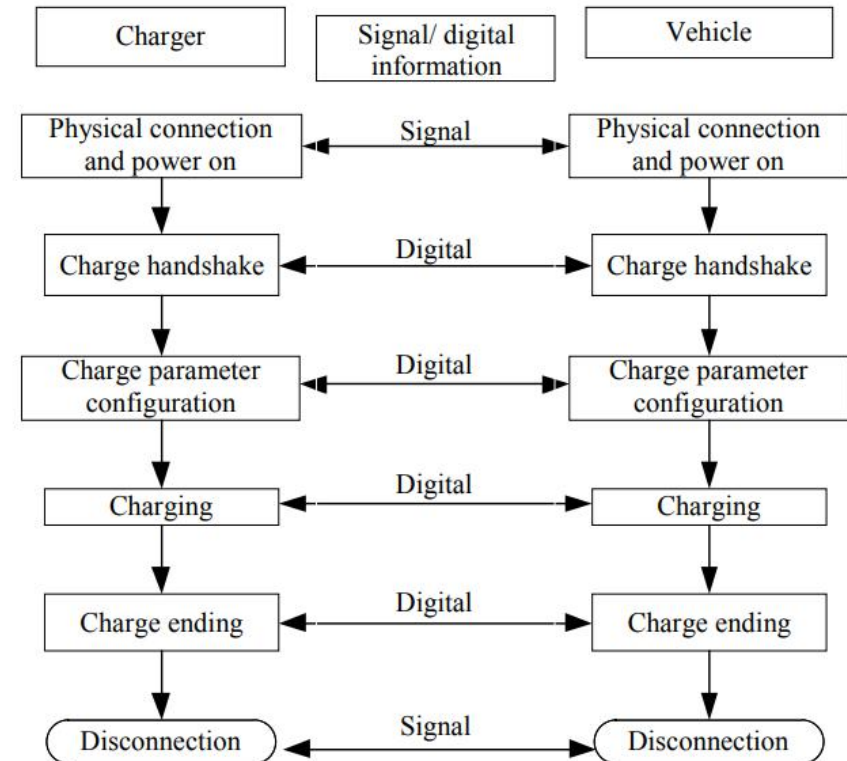 Charger
Signal/ digital
information
Vehicle
Physical connection
and power on
Signal
Physical connection
and power on
Charge handshake
Digital
Charge handshake
Charge parameter
configuration
Digital
Charge parameter
configuration
Charging
Digital
Charging
Charge ending
Digital
Charge ending
Disconnection
Signal
Disconnection